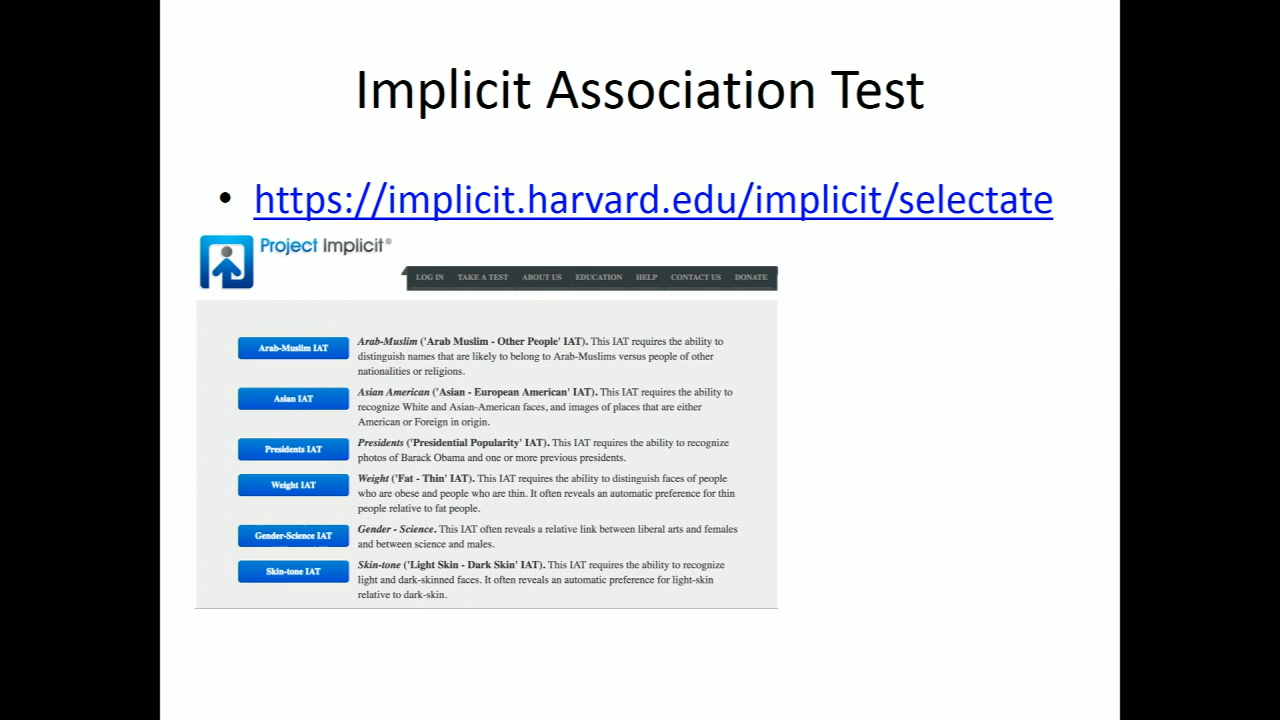 Implicit Association Test
• https://implicit.harvard.edu/implicit/selectate
Project Implicit®
LOG IN TAKE A TEST ABOUT US EDUCATION HELP CONTACT US DONATE
Arab-Muslim IAT
Arab-Muslim ('Arab Muslim - Other People' IAT). This IAT requires the ability to
distinguish names that are likely to belong to Arab-Muslims versus people of other
nationalities or religions.
Asian IAT
Asian American ('Asian - European American' IAT). This IAT requires the ability to
recognize White and Asian-American faces, and images of places that are either
American or Foreign in origin.
Presidents IAT
Presidents ('Presidential Popularity' IAT). This IAT requires the ability to recognize
photos of Barack Obama and one or more previous presidents.
Weight IAT
Weight ('Fat - Thin' IAT). This IAT requires the ability to distinguish faces of people
who are obese and people who are thin. It often reveals an automatic preference for thin
people relative to fat people.
Gender-Science IAT
Gender - Science. This IAT often reveals a relative link between liberal arts and females
and between science and males.
Skin-tone IAT
Skin-tone ('Light Skin - Dark Skin' IAT). This IAT requires the ability to recognize
light and dark-skinned faces. It often reveals an automatic preference for light-skin
relative to dark-skin.